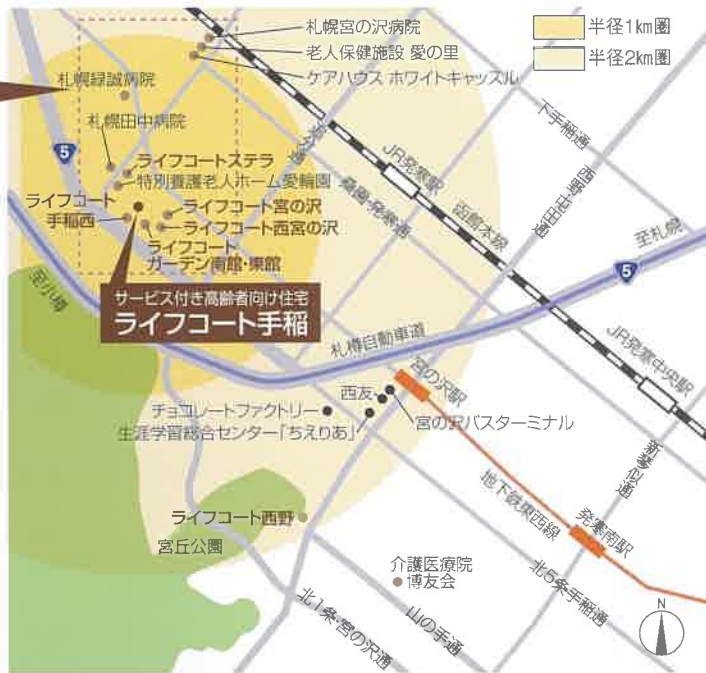 札幌宮の沢病院
老人保健施設 愛の里
ケアハウス ホワイトキャッスル
半径1km圏
半径2km圏
札幌緑誠病院
札幌田中病院
5
ライフコートステラ
特別養護老人ホーム愛輪園
ライフコート
手稲西
ライフコート宮の沢
ライフコート西宮の沢
ライフコート
ガーデン南館・東館
サービス付き高齢者向け住宅
ライフコート手稲
至小樽
追分通
桑園・発寒通
JR発寒駅
函館本線
下手稲通
西野屯田通
至札幌
5
JR発寒中央駅
札樽自動車道
宮の沢駅
西友
宮の沢バスターミナル
チョコレートファクトリー
生涯学習総合センター「ちえりあ」
新琴似通
地下鉄東西線
発寒南駅
ライフコート西野
宮丘公園
介護医療院
博友会
北5条手稲通
山の手通
北1条・宮の沢通
N